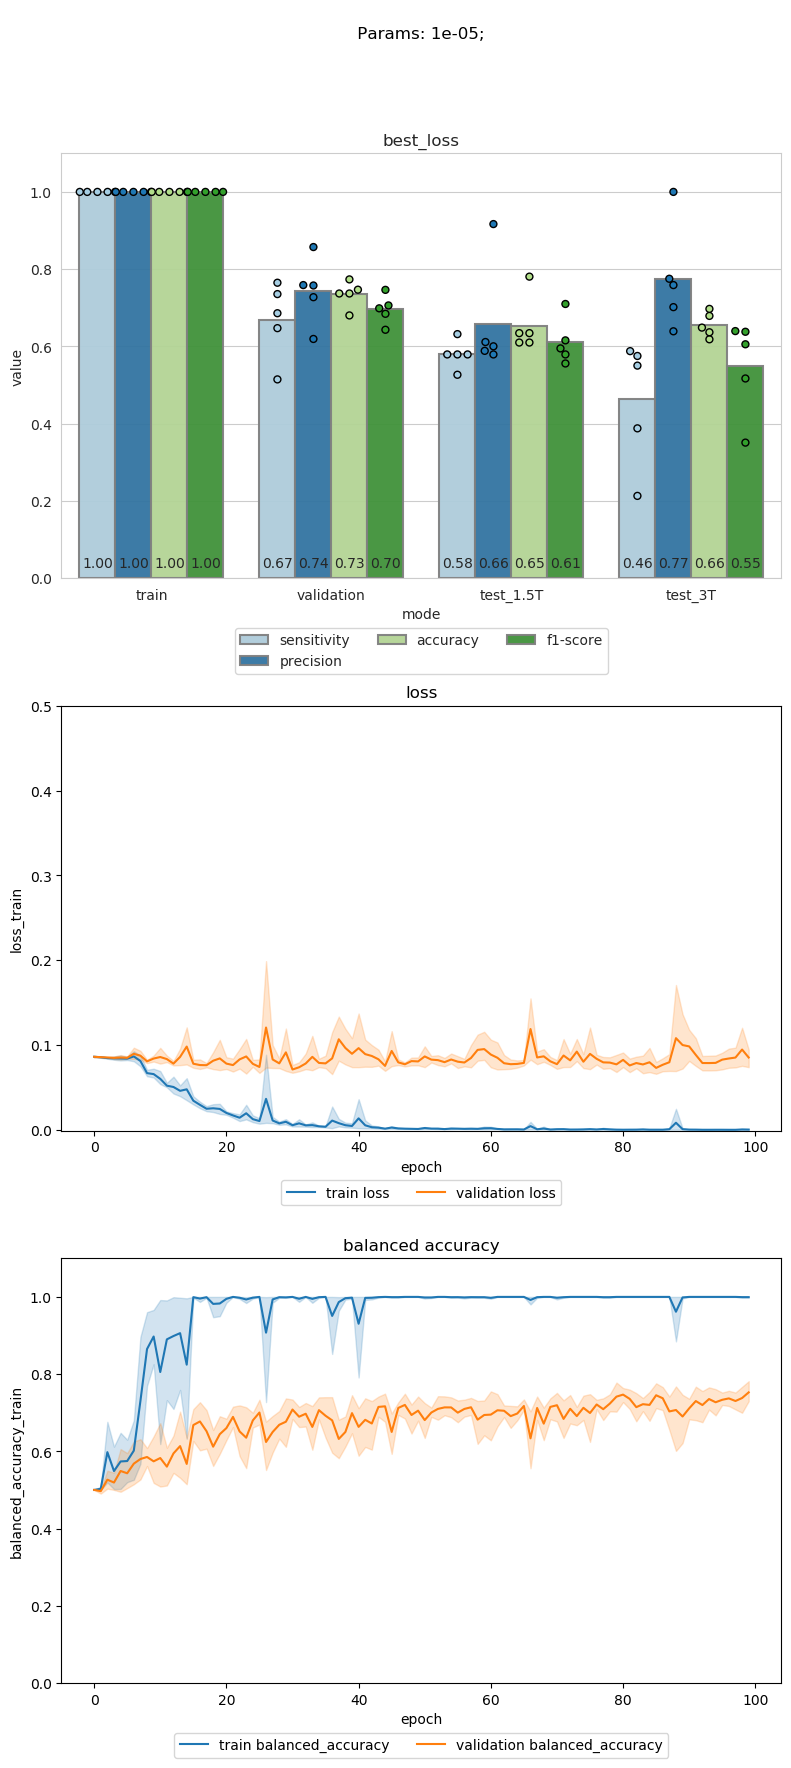 Params: 1e-05;
best_loss
value
1.0
0.8
0.6
0.4
0.2
0.0
1.00 1.00 1.00 1.00 0.67 0.74 0.73 0.70 0.58 0.66 0.65 0.61 0.46 0.77 0.66 0.55
train validation test_1.5T test_3T
mode
sensitivity accuracy f1-score
precision
loss
loss_train
0.5
0.4
0.3
0.2
0.1
0.0
0 20 40 60 80 100
epoch
train loss validation loss
balanced accuracy
balanced_accuracy_train
1.0
0.8
0.6
0.4
0.2
0.0
0 20 40 60 80 100
epoch
train balanced_accuracy validation balanced_accuracy